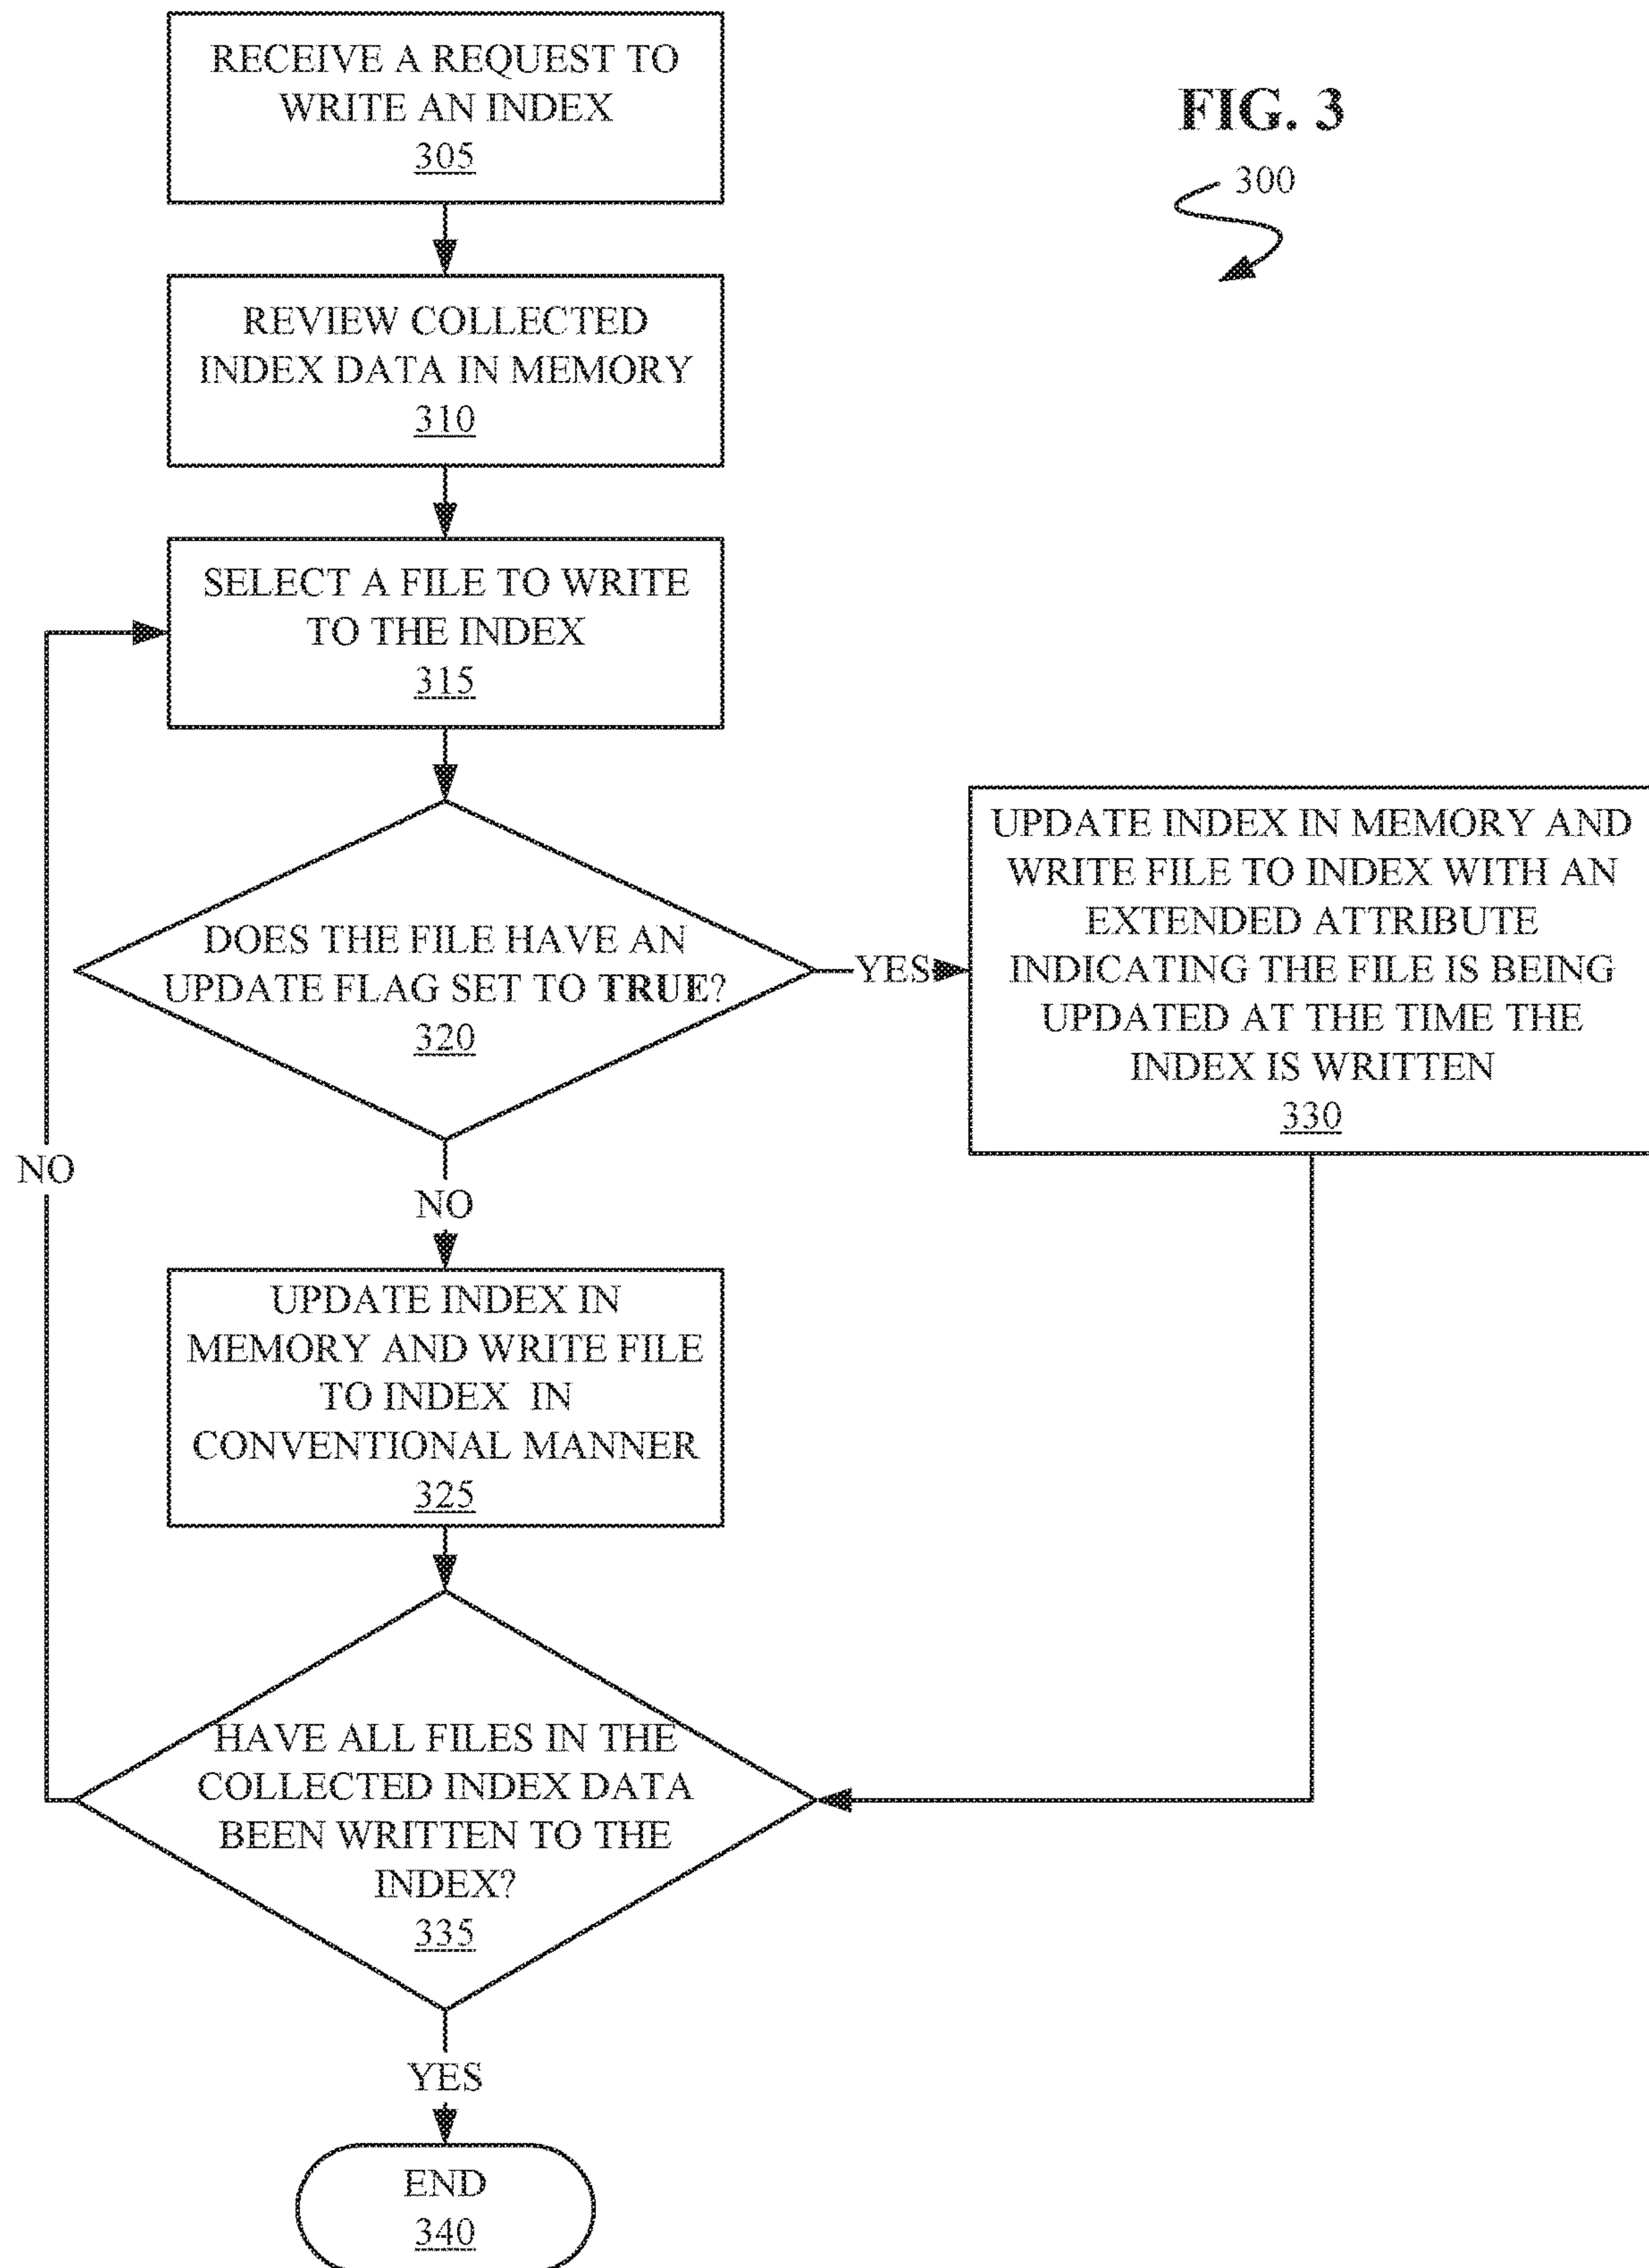 RECEIVE A REQUEST TO
WRITE AN INDEX
305
FIG. 3
300
REVIEW COLLECTED
INDEX DATA IN MEMORY
310
SELECT A FILE TO WRITE
TO THE INDEX
315
DOES THE FILE HAVE AN
UPDATE FLAG SET TO TRUE?
320
YES
UPDATE INDEX IN MEMORY AND
WRITE FILE TO INDEX WITH AN
EXTENDED ATTRIBUTE
INDICATING THE FILE IS BEING
UPDATED AT THE TIME THE
INDEX IS WRITTEN
330
NO
NO
UPDATE INDEX IN
MEMORY AND WRITE FILE
TO INDEX IN
CONVENTIONAL MANNER
325
HAVE ALL FILES IN THE
COLLECTED INDEX DATA
BEEN WRITTEN TO THE
INDEX?
335
YES
END
340